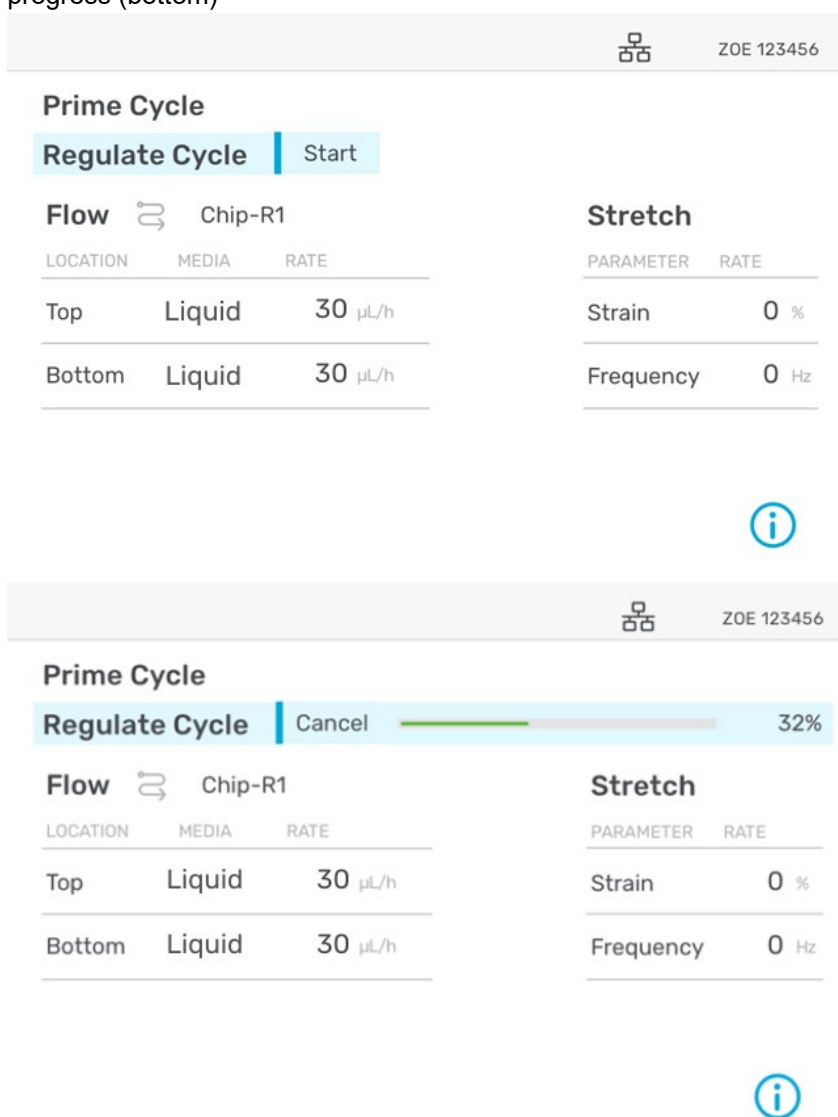 progress (bottom)
ZOE 123456
Prime Cycle
Regulate Cycle Start
Flow Chip-R1 Stretch
LOCATION MEDIA RATE PARAMETER RATE
Top Liquid 30 µL/h Strain 0 %
Bottom Liquid 30 µL/h Frequency 0 Hz
ZOE 123456
Prime Cycle
Regulate Cycle Cancel 32%
Flow Chip-R1 Stretch
LOCATION MEDIA RATE PARAMETER RATE
Top Liquid 30 µL/h Strain 0 %
Bottom Liquid 30 µL/h Frequency 0 Hz